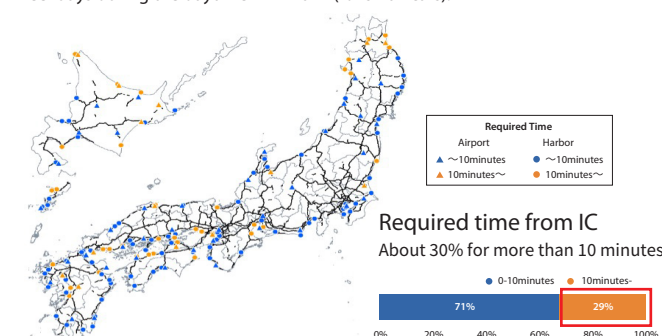 Required Time
Airport Harbor
～10minutes ～10minutes
10minutes～ 10minutes～
Required time from IC
About 30% for more than 10 minutes
0-10minutes 10minutes-
71% 29%
0% 20% 40% 60% 80% 100%